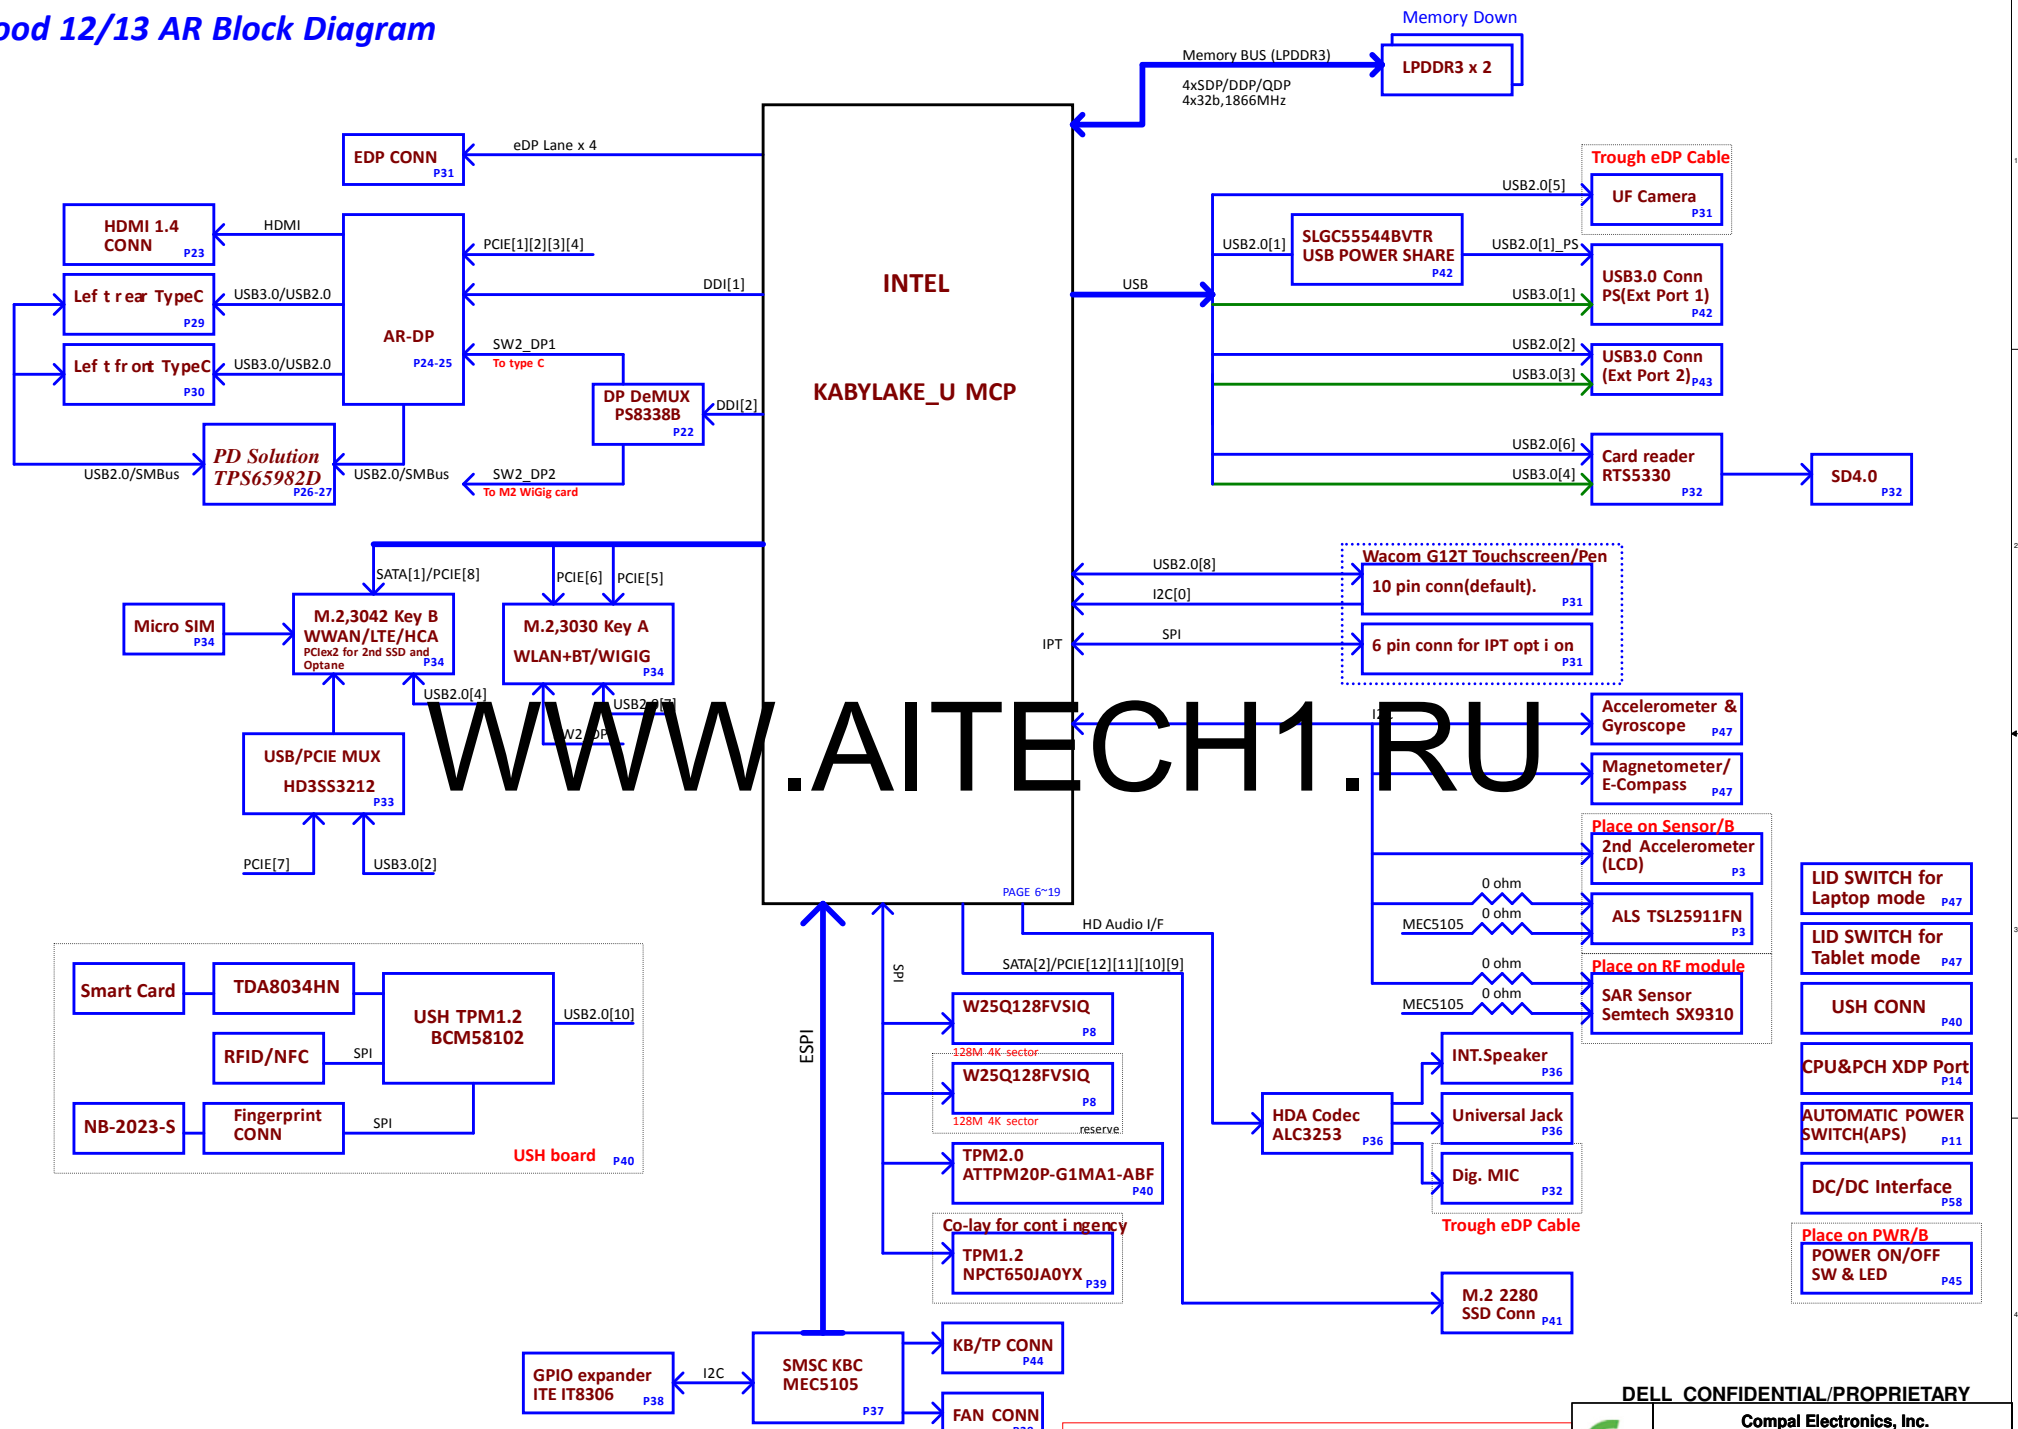 ood 12/13 AR Block Diagram
Memory Down
Memory BUS (LPDDR3)
LPDDR3 x 2
4xSDP/DDP/QDP
4x32b,1866MHz
INTEL
KABYLAKE_U MCP
PAGE 6~19
eDP Lane x 4
EDP CONN
P31
HDMI 1.4
CONN
P23
HDMI
PCIE[1][2][3][4]
Left rear TypeC
P29
USB3.0/USB2.0
DDI[1]
AR-DP
P24-25
Left front TypeC
P30
USB3.0/USB2.0
SW2_DP1
To type C
DP DeMUX
PS8338B
P22
DDI[2]
PD Solution
TPS65982D
P26-27
USB2.0/SMBus
USB2.0/SMBus
SW2_DP2
To M2 WiGig card
Trough eDP Cable
USB2.0[5]
UF Camera
P31
USB2.0[1]
SLGC55544BVTR
USB POWER SHARE
P42
USB2.0[1]_PS
USB
USB3.0[1]
USB3.0 Conn
PS(Ext Port 1)
P42
USB2.0[2]
USB3.0[3]
USB3.0 Conn
(Ext Port 2)
P43
USB2.0[6]
USB3.0[4]
Card reader
RTS5330
P32
SD4.0
P32
SATA[1]/PCIE[8]
PCIE[6]
PCIE[5]
Micro SIM
P34
M.2,3042 Key B
WWAN/LTE/HCA
PCIex2 for 2nd SSD and
Optane
P34
M.2,3030 Key A
WLAN+BT/WIGIG
P34
USB2.0[4]
USB2.0[7]
USB/PCIE MUX
HD3SS3212
P33
PCIE[7]
USB3.0[2]
USB2.0[8]
I2C[0]
IPT
SPI
Wacom G12T Touchscreen/Pen
10 pin conn(default).
P31
6 pin conn for IPT option
P31
WWW.AITECH1.RU
I2C
Accelerometer &
Gyroscope
P47
Magnetometer/
E-Compass
P47
Place on Sensor/B
2nd Accelerometer
(LCD)
P3
0 ohm
MEC5105
0 ohm
ALS TSL25911FN
P3
Place on RF module
0 ohm
MEC5105
0 ohm
SAR Sensor
Semtech SX9310
LID SWITCH for
Laptop mode
P47
LID SWITCH for
Tablet mode
P47
USH CONN
P40
CPU&PCH XDP Port
P14
AUTOMATIC POWER
SWITCH(APS)
P11
DC/DC Interface
P58
Place on PWR/B
POWER ON/OFF
SW & LED
P45
Smart Card
TDA8034HN
USH TPM1.2
BCM58102
USB2.0[10]
RFID/NFC
SPI
NB-2023-S
Fingerprint
CONN
SPI
USH board
P40
ESPI
SPI
HD Audio I/F
SATA[2]/PCIE[12][11][10][9]
W25Q128FVSIQ
P8
128M 4K sector
W25Q128FVSIQ
P8
128M 4K sector
reserve
TPM2.0
ATTPM20P-G1MA1-ABF
P40
Co-lay for contingency
TPM1.2
NPCT650JA0YX
P39
HDA Codec
ALC3253
P36
INT.Speaker
P36
Universal Jack
P36
Dig. MIC
P32
Trough eDP Cable
M.2 2280
SSD Conn
P41
GPIO expander
ITE IT8306
P38
I2C
SMSC KBC
MEC5105
P37
KB/TP CONN
P44
FAN CONN
DELL CONFIDENTIAL/PROPRIETARY
Compal Electronics, Inc.
1
2
3
4